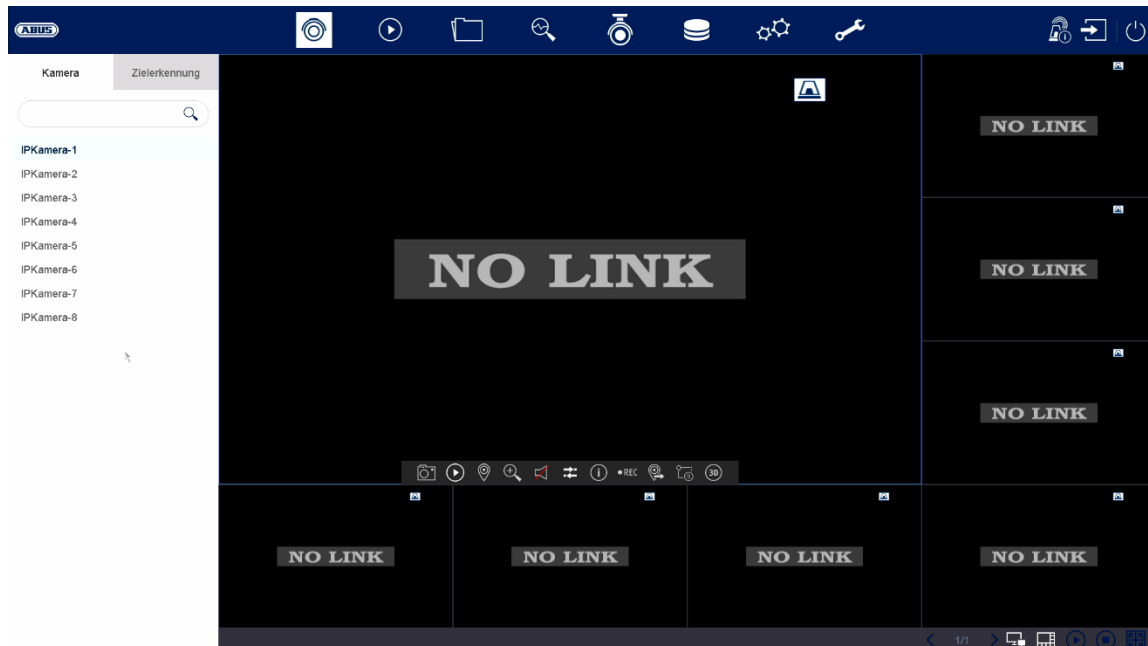 ABUS
Kamera
Zielerkennung
IPKamera-1
IPKamera-2
IPKamera-3
IPKamera-4
IPKamera-5
IPKamera-6
IPKamera-7
IPKamera-8
NO LINK
NO LINK
NO LINK
NO LINK
REC
3D
NO LINK
NO LINK
NO LINK
NO LINK
1/1